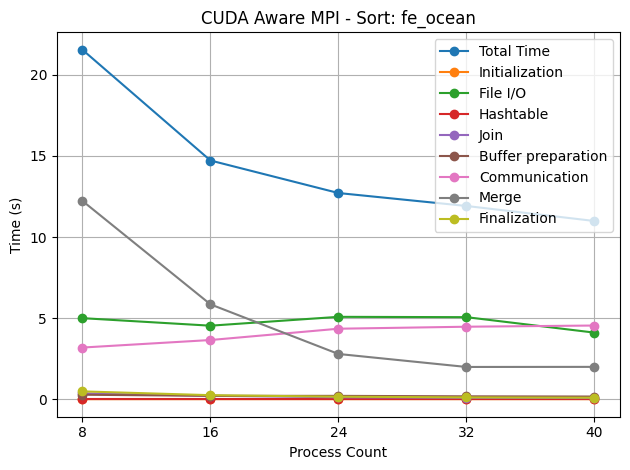 CUDA Aware MPI - Sort: fe_ocean
Time (s)
20
15
10
5
0
8 16 24 32 40
Process Count
Total Time
Initialization
File I/O
Hashtable
Join
Buffer preparation
Communication
Merge
Finalization